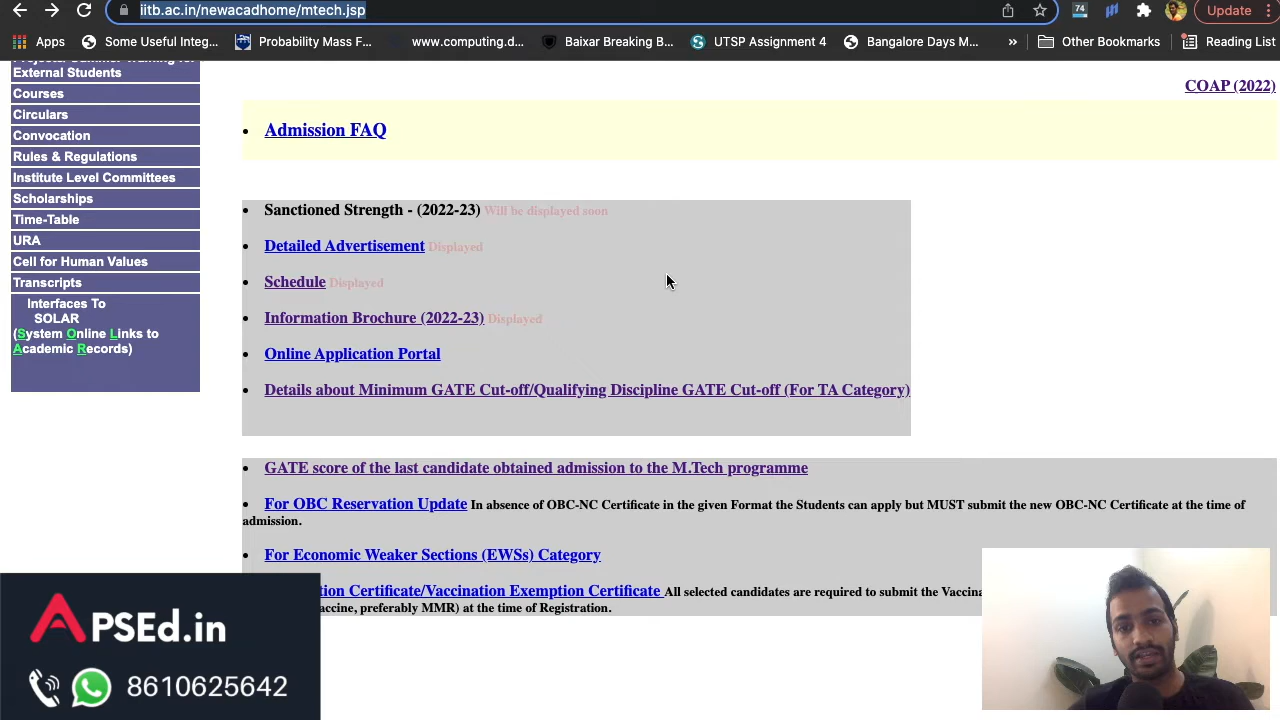 iitb.ac.in/newacadhome/mtech.jsp
74
Update
Apps
Some Useful Integ...
Probability Mass F...
www.computing.d...
Baixar Breaking B...
UTSP Assignment 4
Bangalore Days M...
»
Other Bookmarks
Reading List
External Students
Courses
Circulars
Convocation
Rules & Regulations
Institute Level Committees
Scholarships
Time-Table
URA
Cell for Human Values
Transcripts
Interfaces To
SOLAR
(System Online Links to
Academic Records)
COAP (2022)
Admission FAQ
Sanctioned Strength - (2022-23) Will be displayed soon
Detailed Advertisement Displayed
Schedule Displayed
Information Brochure (2022-23) Displayed
Online Application Portal
Details about Minimum GATE Cut-off/Qualifying Discipline GATE Cut-off (For TA Category)
GATE score of the last candidate obtained admission to the M.Tech programme
For OBC Reservation Update In absence of OBC-NC Certificate in the given Format the Students can apply but MUST submit the new OBC-NC Certificate at the time of
admission.
For Economic Weaker Sections (EWSs) Category
Certificate/Vaccination Exemption Certificate All selected candidates are required to submit the
preferably MMR) at the time of Registration.
APSEd.in
8610625642